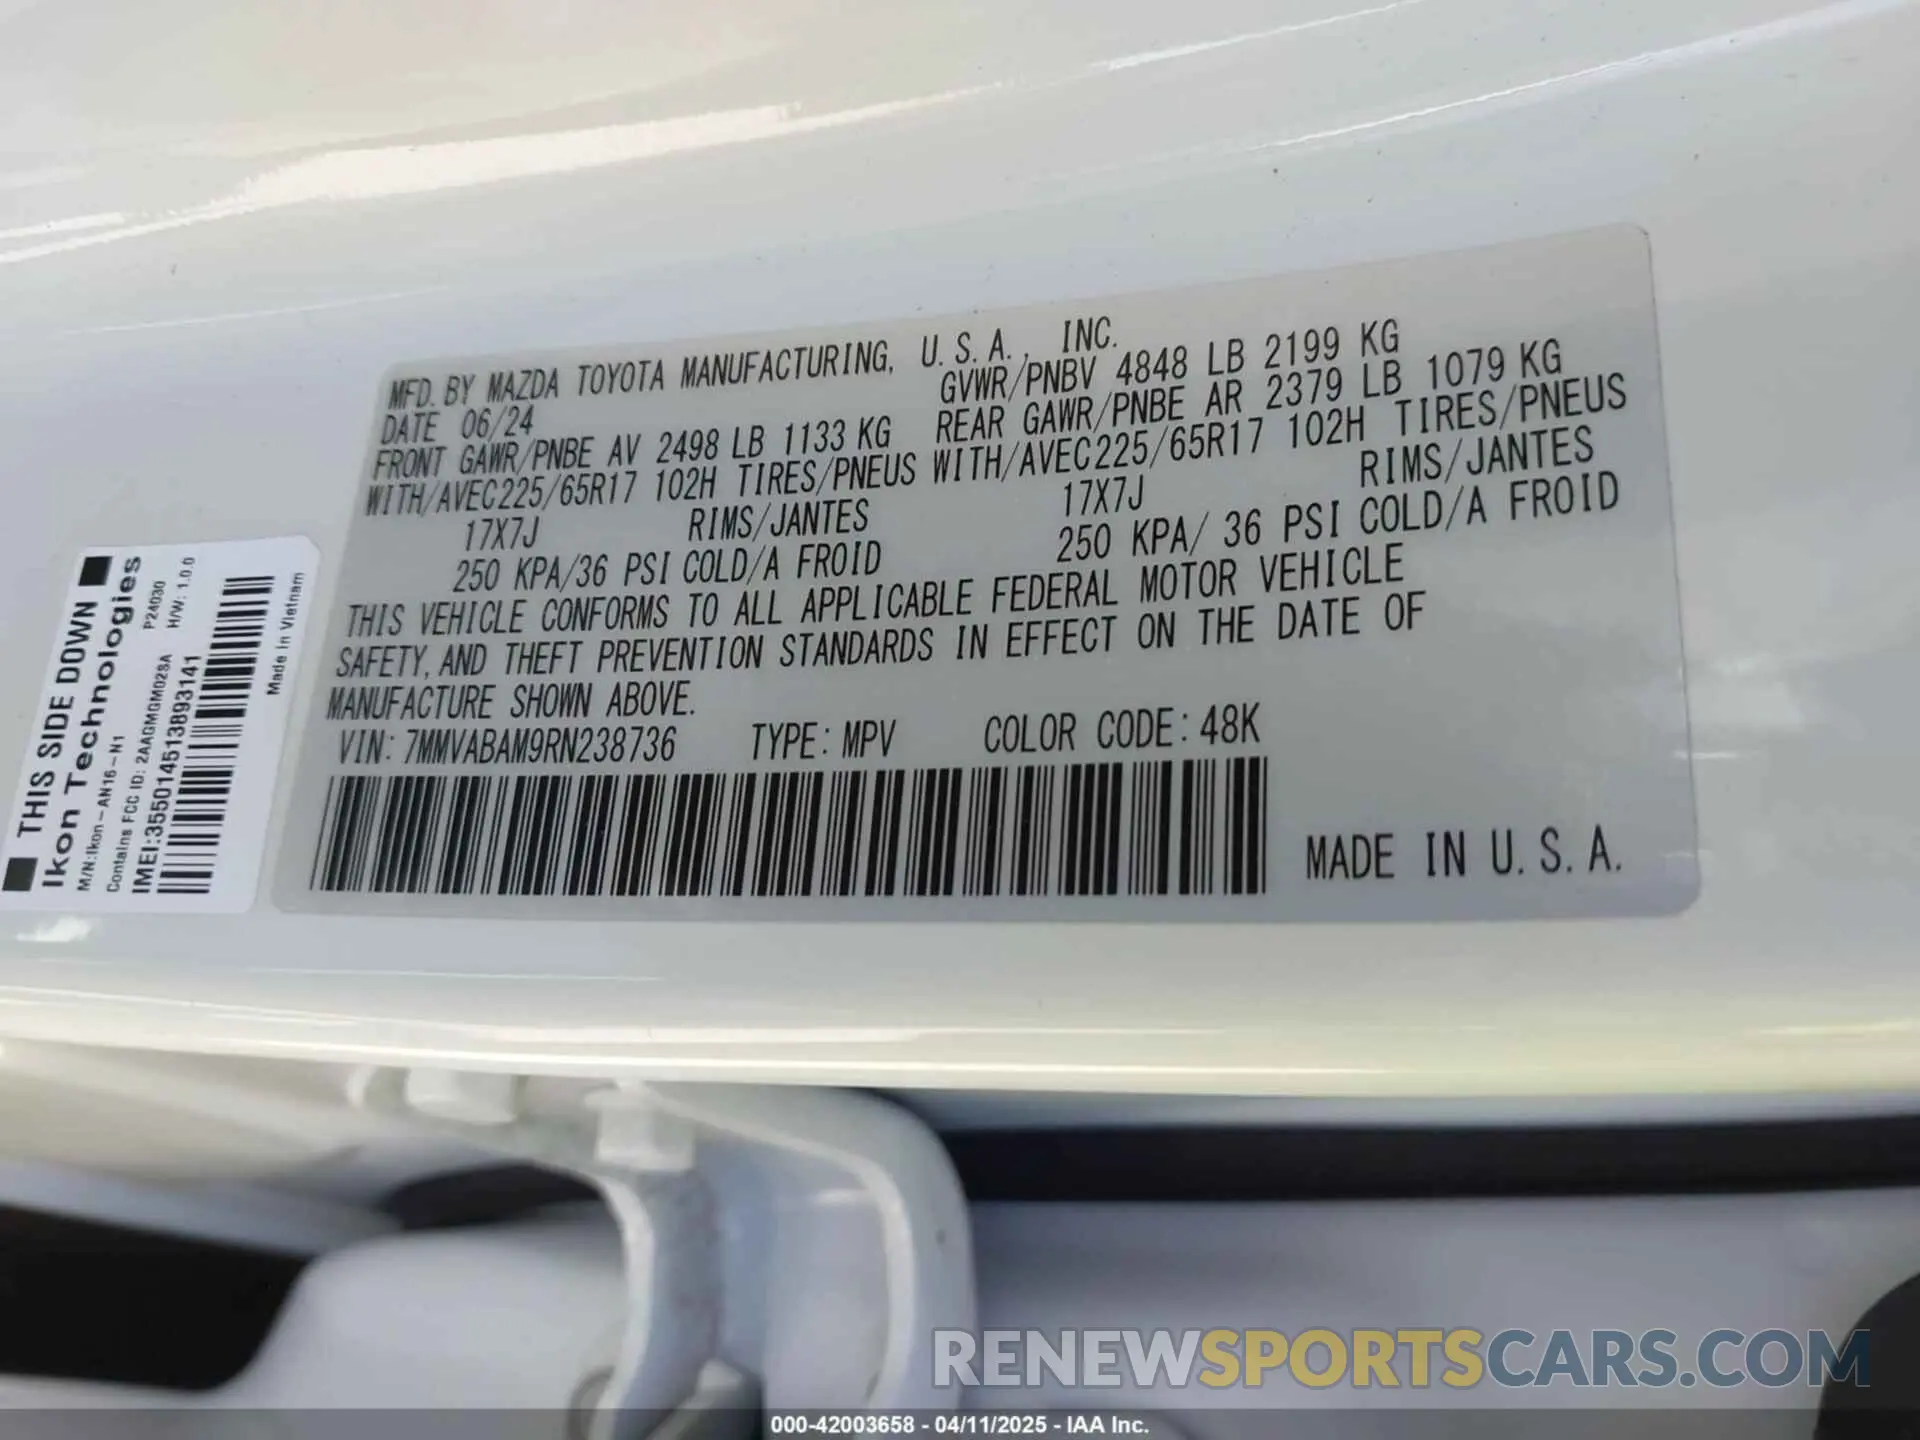 MFD. BY MAZDA TOYOTA MANUFACTURING, U.S.A., INC.
DATE 06/24 GVWR/PNBV 4848 LB 2199 KG
FRONT GAWR/PNBE AV 2498 LB 1133 KG REAR GAWR/PNBE AR 2379 LB 1079 KG
WITH/AVEC225/65R17 102H TIRES/PNEUS WITH/AVEC225/65R17 102H TIRES/PNEUS
17X7J RIMS/JANTES 17X7J RIMS/JANTES
250 KPA/36 PSI COLD/A FROID 250 KPA/ 36 PSI COLD/A FROID
THIS VEHICLE CONFORMS TO ALL APPLICABLE FEDERAL MOTOR VEHICLE
SAFETY, AND THEFT PREVENTION STANDARDS IN EFFECT ON THE DATE OF
MANUFACTURE SHOWN ABOVE.
VIN: 7MMVABAM9RN238736 TYPE: MPV COLOR CODE: 48K
MADE IN U.S.A.
THIS SIDE DOWN
Ikon Technologies
M/N:Ikon-AN16-N1 P24030
Contains FCC ID: 2AAGMGM028A H/W: 1.0.0
IMEI:355014513893141
Made in Vietnam
RENEWSPORTSCARS.COM
000-42003658 - 04/11/2025 - IAA Inc.